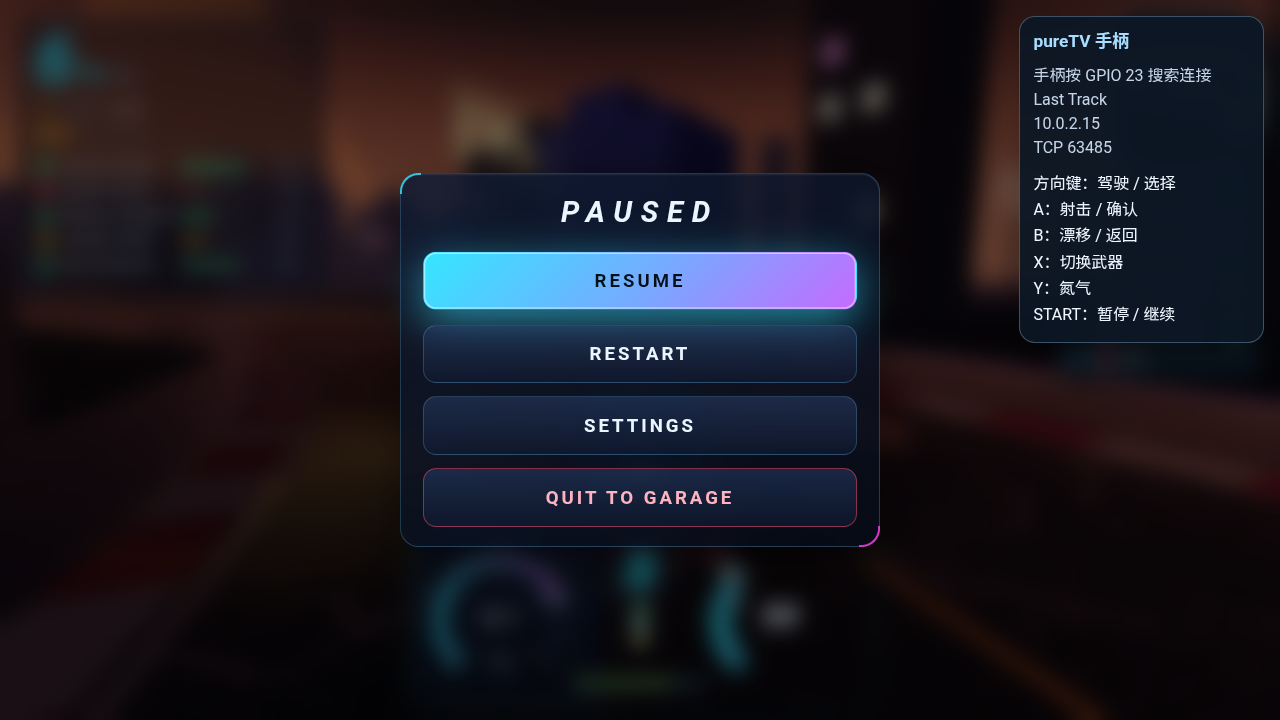 PAUSED
RESUME
RESTART
SETTINGS
QUIT TO GARAGE
pureTV 手柄
手柄按 GPIO 23 搜索连接
Last Track
10.0.2.15
TCP 63485
方向键：驾驶 / 选择
A：射击 / 确认
B：漂移 / 返回
X：切换武器
Y：氮气
START：暂停 / 继续